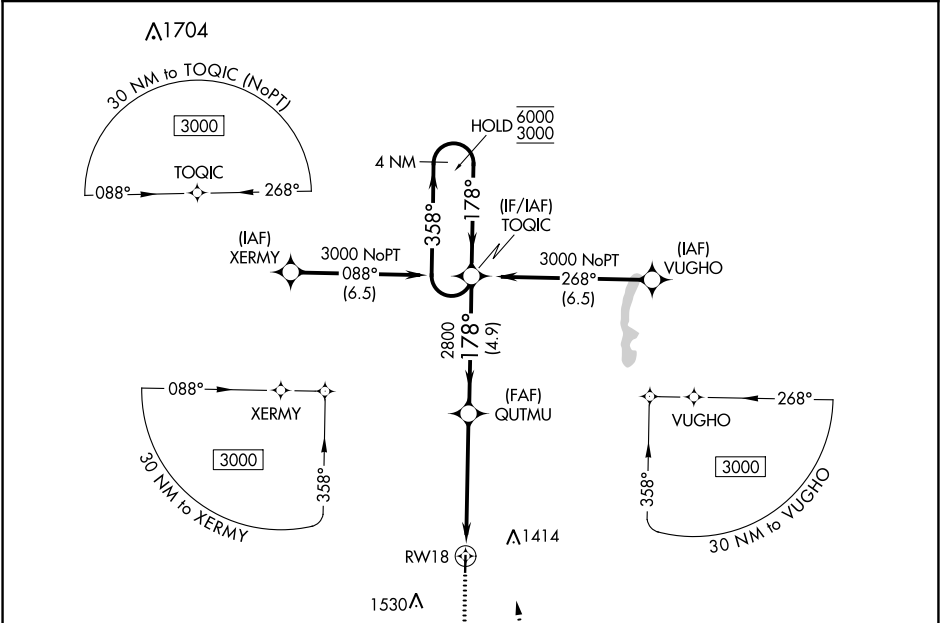 1704
30 NM to TOQIC (NoPT)
3000
TOQIC
088°
268°
HOLD 6000
3000
4 NM
358°
178°
(IF/IAF)
TOQIC
(IAF)
XERMY
3000 NoPT
088°
(6.5)
3000 NoPT
268°
(6.5)
(IAF)
VUGHO
2800
178°
(4.9)
(FAF)
QUTMU
088°
XERMY
3000
358°
30 NM to XERMY
268°
VUGHO
3000
358°
30 NM to VUGHO
RW18
1414
1530